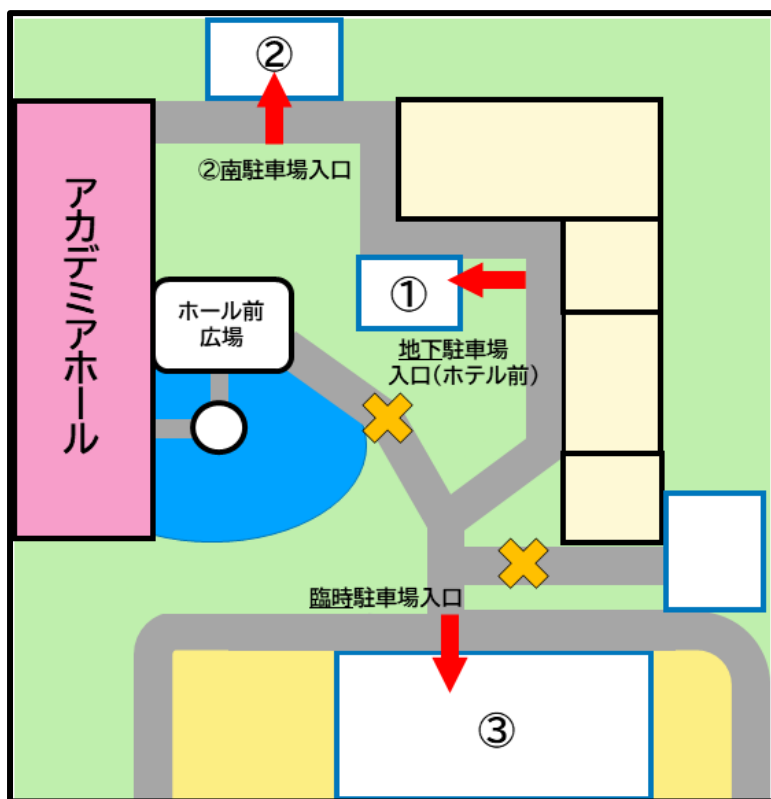 ②
②南駐車場入口
アカデミアホール
ホール前
広場
①
地下駐車場
入口(ホテル前)
臨時駐車場入口
③